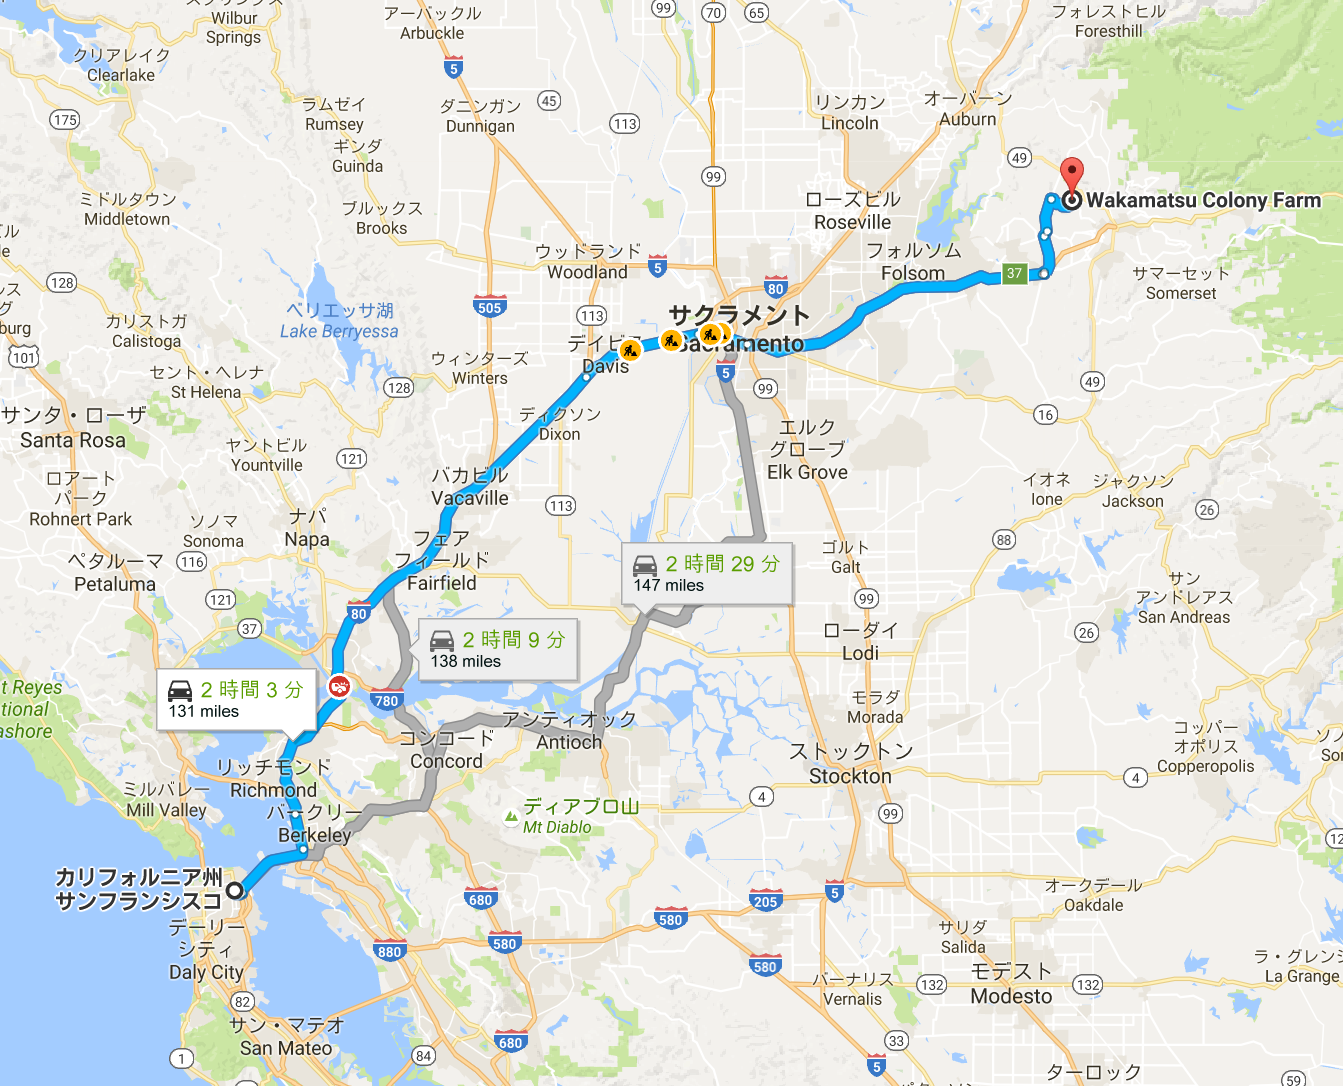 スプリングス
Wilbur
Springs
アーバックル
Arbuckle
99
70
65
フォレストヒル
Foresthill
クリアレイク
Clearlake
5
ダニンガン
Dunnigan
45
113
リンカン
Lincoln
オーバーン
Auburn
175
ラムゼイ
Rumsey
ギンダ
Guinda
49
99
ミドルタウン
Middletown
ブルックス
Brooks
ローズビル
Roseville
Wakamatsu Colony Farm
ウッドランド
Woodland
5
フォルソム
Folsom
37
サマーセット
Somerset
128
505
80
ベリエッサ湖
Lake Berryessa
113
サクラメント
Sacramento
カリストガ
Calistoga
burg
101
デイビス
Davis
ウィンターズ
Winters
5
セント・ヘレナ
St Helena
128
99
49
16
サンタ・ローザ
Santa Rosa
ディクソン
Dixon
エルク
グローブ
Elk Grove
ヤントビル
Yountville
121
バカビル
Vacaville
ロアート
パーク
Rohnert Park
イオネ
Ione
ジャクソン
Jackson
26
113
ソノマ
Sonoma
ナパ
Napa
フェア
フィールド
Fairfield
ゴルト
Galt
88
ペタルーマ
Petaluma
116
2 時間 29 分
147 miles
サン
アンドレアス
San Andreas
121
80
99
37
2 時間 9 分
138 miles
ローダイ
Lodi
26
t Reyes
tional
ashore
2 時間 3 分
131 miles
780
モラダ
Morada
アンティオック
Antioch
コンコード
Concord
ストックトン
Stockton
コッパー
オポリス
Copperopolis
リッチモンド
Richmond
ミルバレー
Mill Valley
4
4
バークリー
Berkeley
ディアブロ山
Mt Diablo
99
カリフォルニア州
サンフランシスコ
680
205
5
オークデール
Oakdale
デーリー
シティ
Daly City
880
580
580
580
サリダ
Salida
ラ・グレンジ
La Grange
モデスト
Modesto
バーナリス
Vernalis
132
132
82
サン・マテオ
San Mateo
680
33
1
84
5
ターロック
59